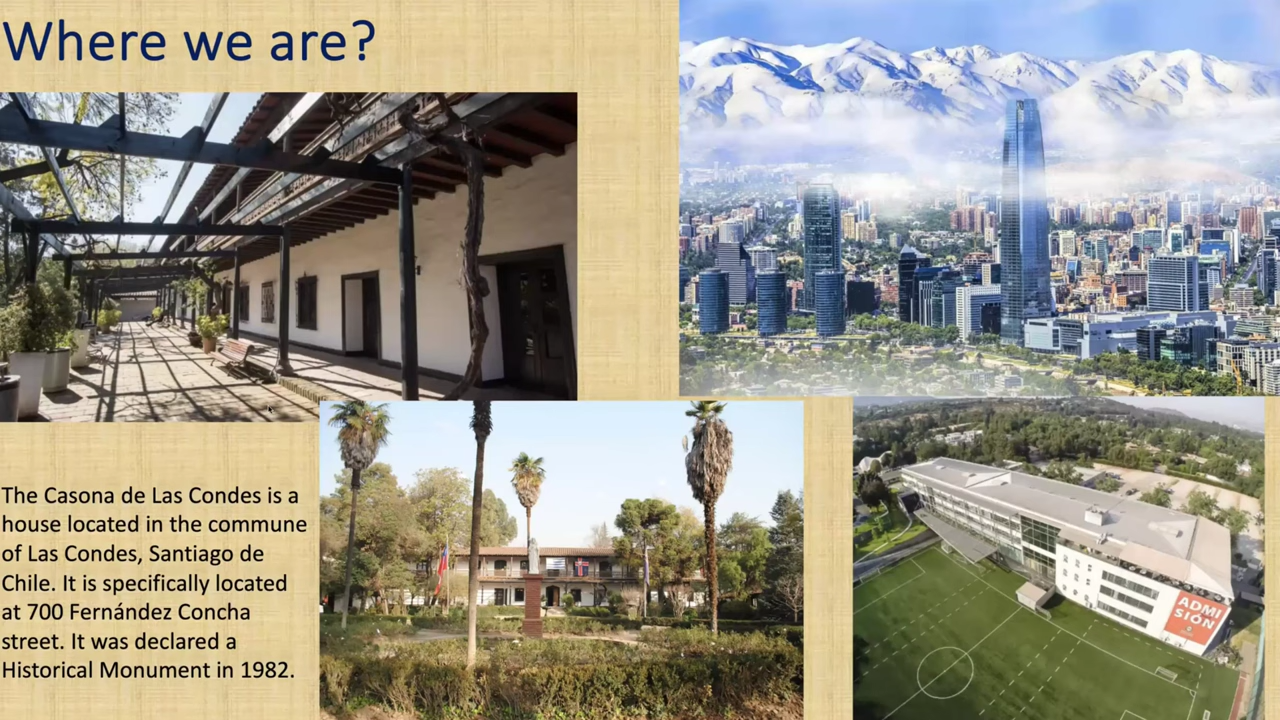 Where we are?
The Casona de Las Condes is a
house located in the commune
of Las Condes, Santiago de
Chile. It is specifically located
at 700 Fernández Concha
street. It was declared a
Historical Monument in 1982.
ADMI
SIÓN